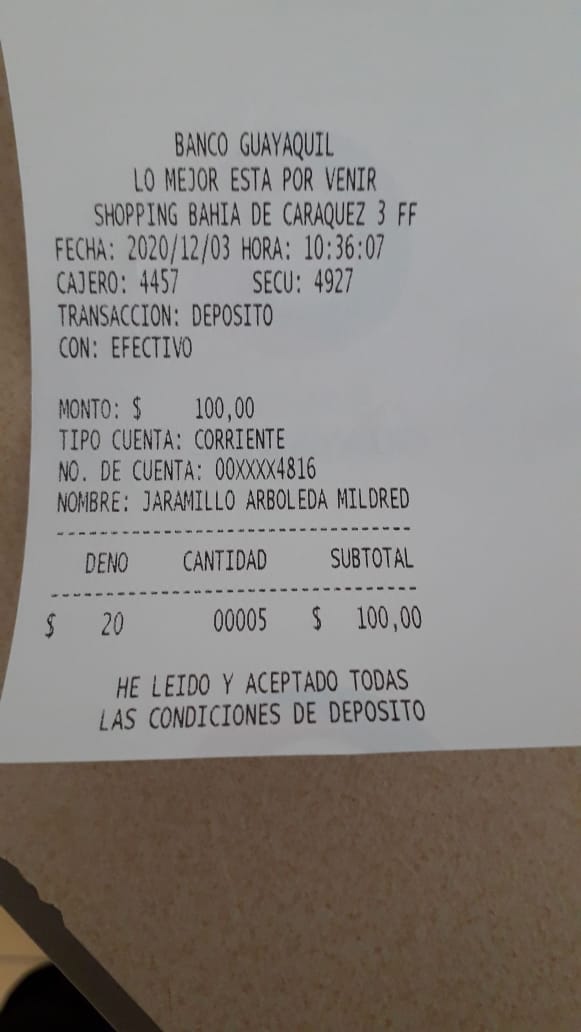 BANCO GUAYAQUIL
LO MEJOR ESTA POR VENIR
SHOPPING BAHIA DE CARAQUEZ 3 FF
FECHA: 2020/12/03 HORA: 10:36:07
CAJERO: 4457 SECU: 4927
TRANSACCION: DEPOSITO
CON: EFECTIVO
MONTO: $ 100,00
TIPO CUENTA: CORRIENTE
NO. DE CUENTA: 00XXXX4816
NOMBRE: JARAMILLO ARBOLEDA MILDRED
----------------------------------
DENO CANTIDAD SUBTOTAL
----------------------------------
$ 20 00005 $ 100,00
HE LEIDO Y ACEPTADO TODAS
LAS CONDICIONES DE DEPOSITO